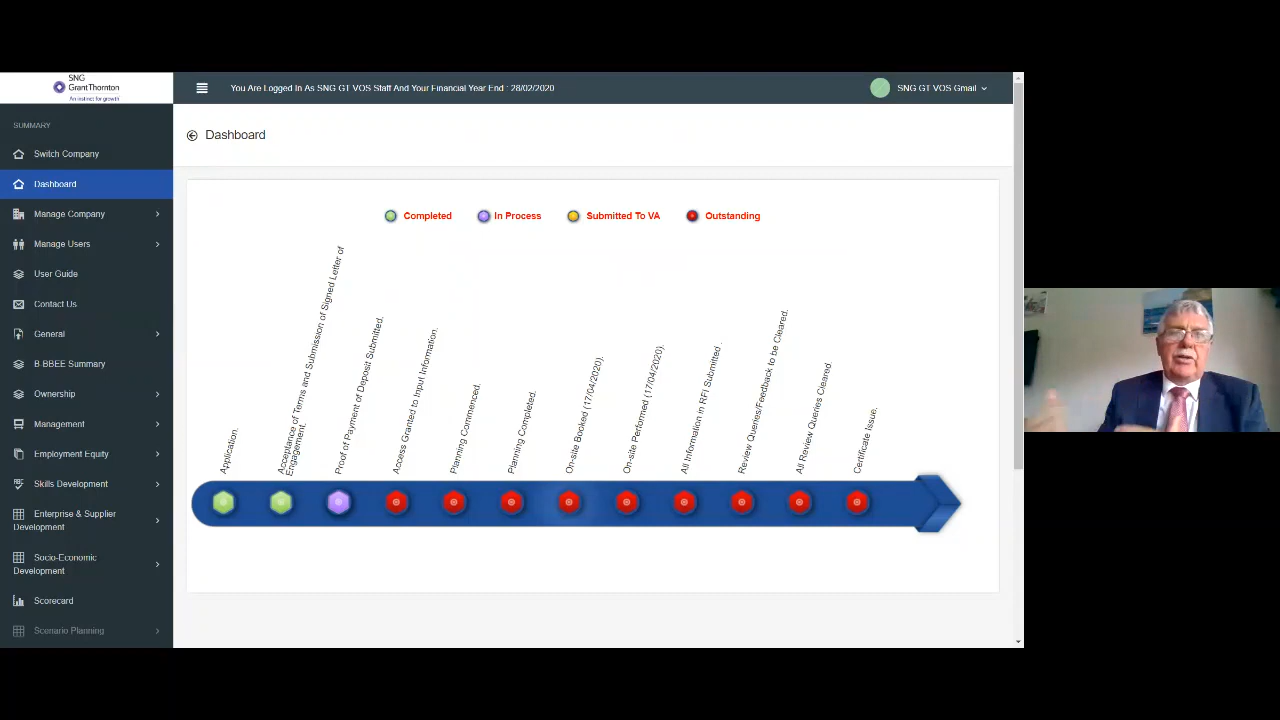 SNG
GrantThornton
An instinct for growth
You Are Logged In As SNG GT VOS Staff And Your Financial Year End : 28/02/2020
SNG GT VOS Gmail
SUMMARY
Switch Company
Dashboard
Manage Company
Manage Users
User Guide
Contact Us
General
B BBEE Summary
Ownership
Management
Employment Equity
Skills Development
Enterprise & Supplier
Development
Socio-Economic
Development
Scorecard
Scenario Planning
Dashboard
Completed
In Process
Submitted To VA
Outstanding
Application.
Acceptance of Terms and Submission of Signed Letter of
Engagement.
Proof of Payment of Deposit Submitted.
Access Granted to Input Information.
Planning Commenced.
Planning Completed.
On-site Booked (17/04/2020).
On-site Performed (17/04/2020).
All Information in RFI Submitted .
Review Queries/Feedback to be Cleared.
All Review Queries Cleared.
Certificate Issue.